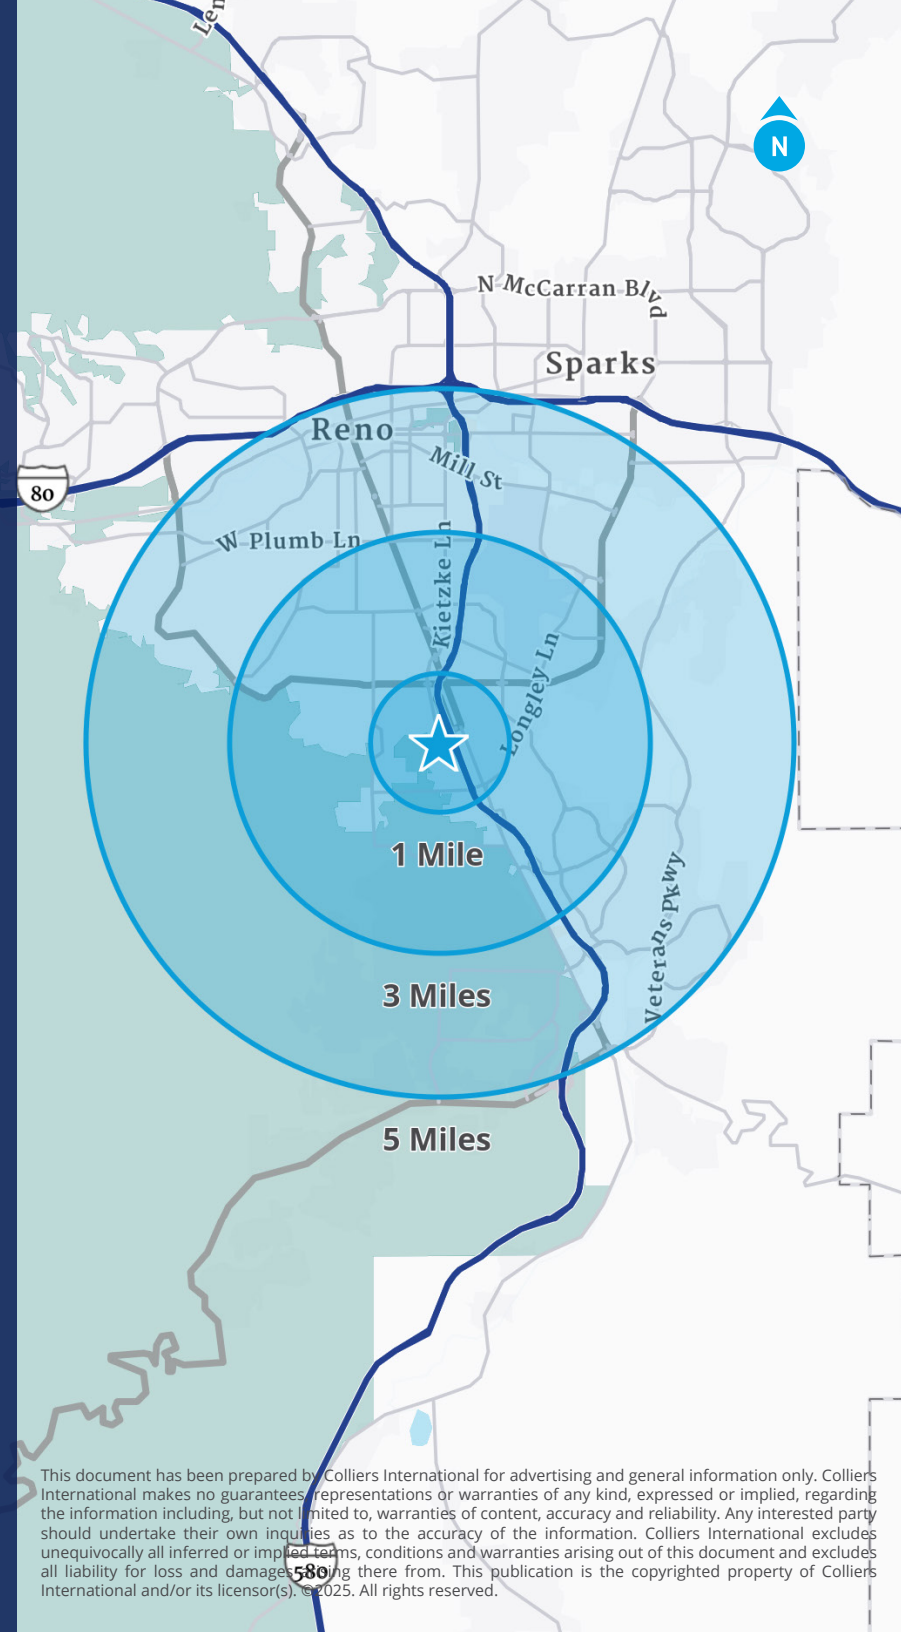 Len
N
N McCarran Blvd
Sparks
Reno
Mill St
80
W Plumb Ln
Kietzke Ln
Longley Ln
1 Mile
Veterans Pkwy
3 Miles
5 Miles
This document has been prepared by Colliers International for advertising and general information only. Colliers
International makes no guarantees, representations or warranties of any kind, expressed or implied, regarding
the information including, but not limited to, warranties of content, accuracy and reliability. Any interested party
should undertake their own inquiries as to the accuracy of the information. Colliers International excludes
unequivocally all inferred or implied terms, conditions and warranties arising out of this document and excludes
all liability for loss and damages arising there from. This publication is the copyrighted property of Colliers
International and/or its licensor(s). ©2025. All rights reserved.
580